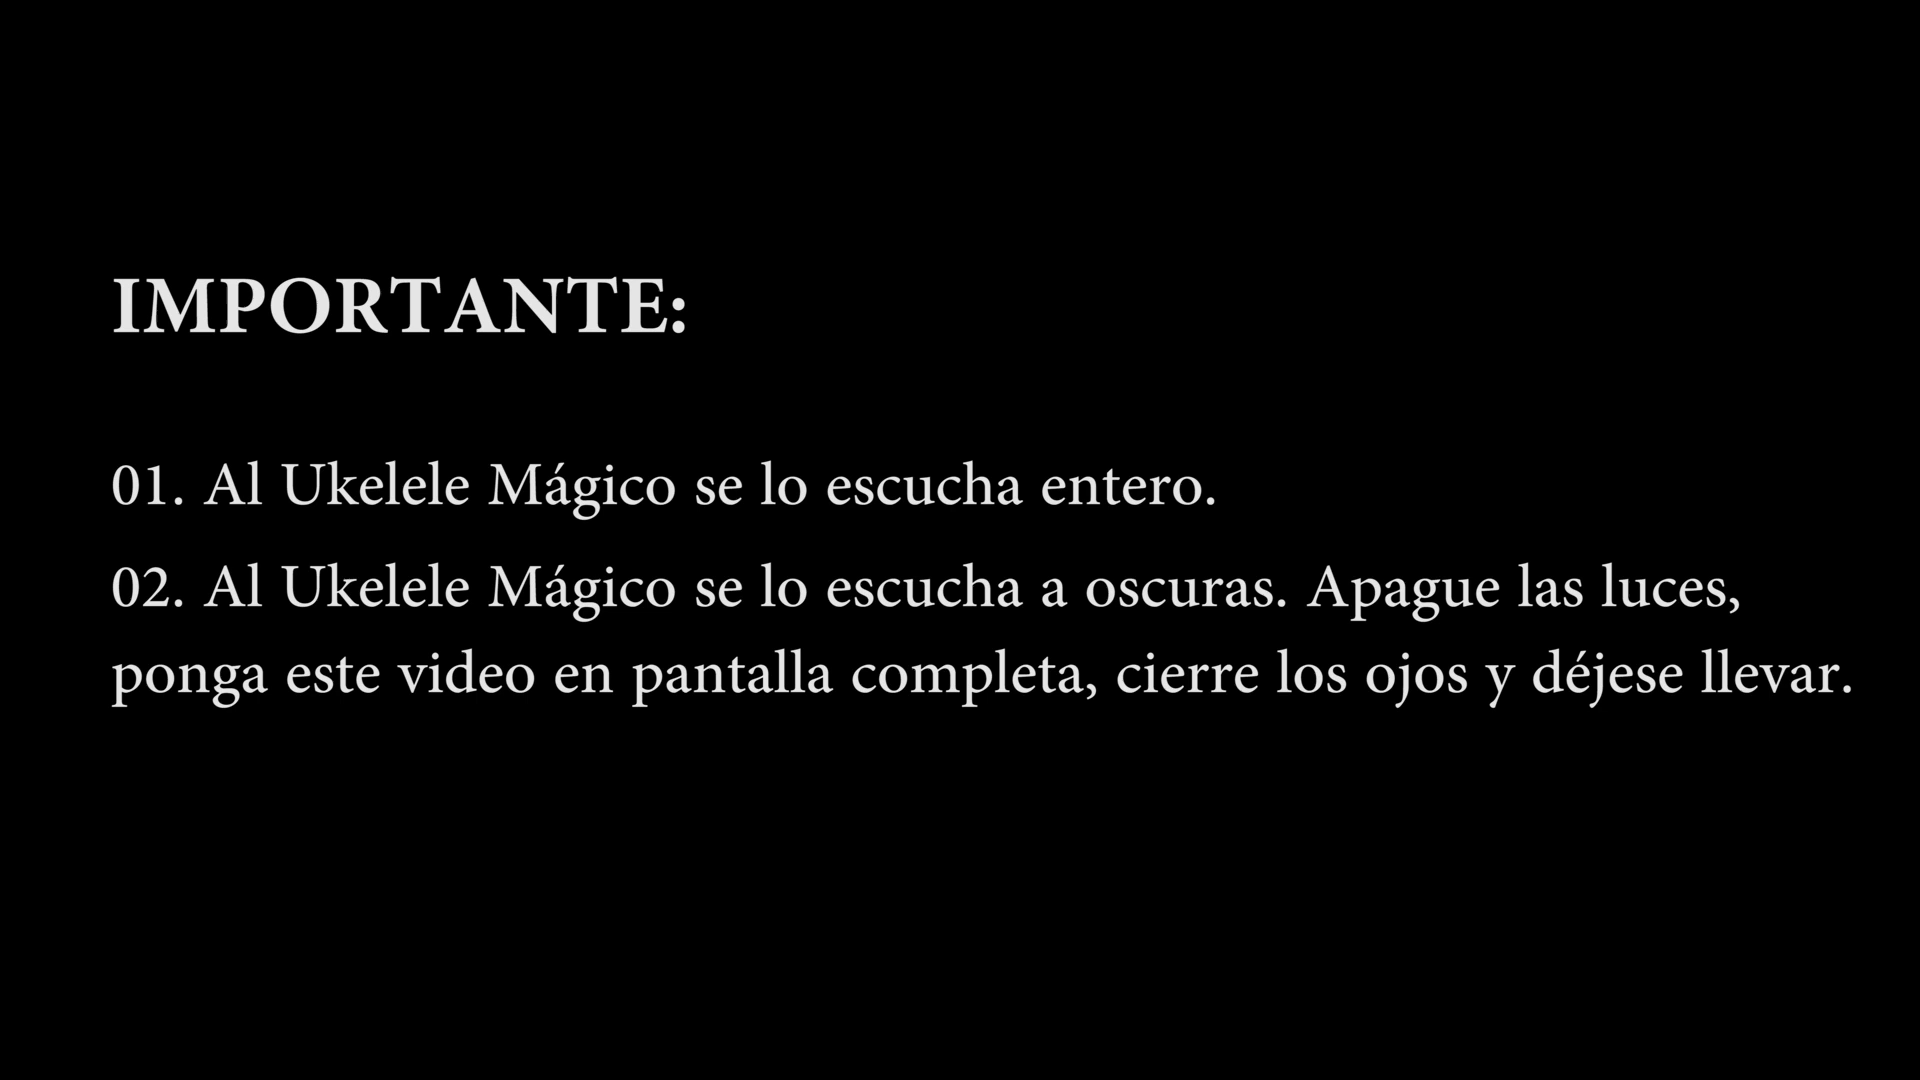 IMPORTANTE:
01. Al Ukelele Mágico se lo escucha entero.
02. Al Ukelele Mágico se lo escucha a oscuras. Apague las luces,
ponga este video en pantalla completa, cierre los ojos y déjese llevar.